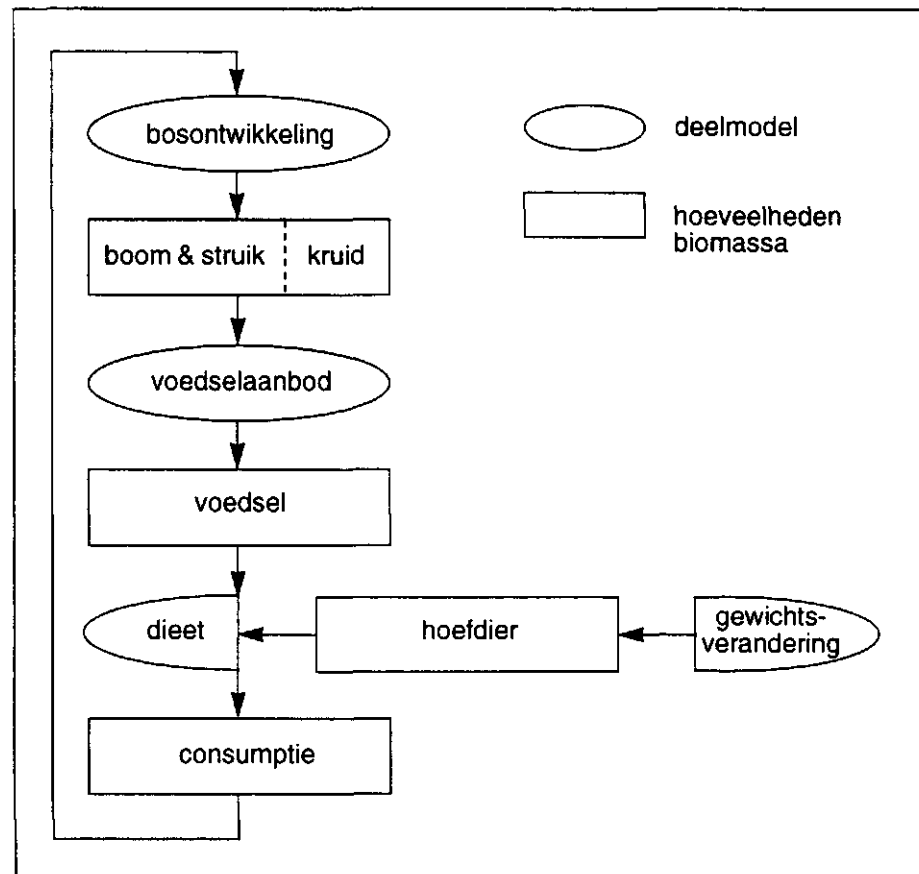 bosontwikkeling
boom & struik
kruid
voedselaanbod
voedsel
dieet
hoefdier
gewichts-
verandering
consumptie
deelmodel
hoeveelheden
biomassa